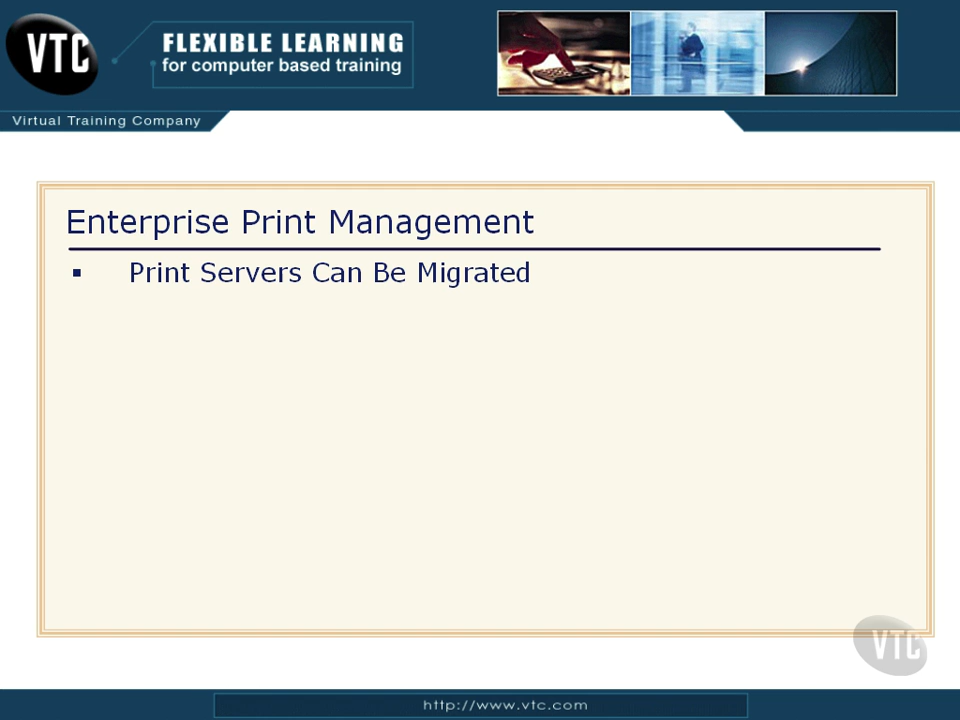 VTC
FLEXIBLE LEARNING
for computer based training
Virtual Training Company
Enterprise Print Management
▪ Print Servers Can Be Migrated
VTC
http://www.vtc.com